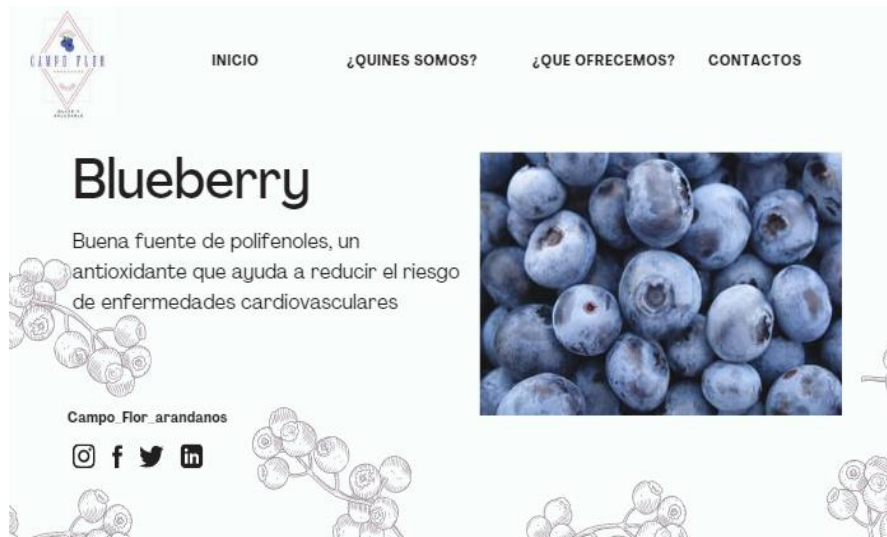 CAMPO FLOR
INICIO
¿QUINES SOMOS?
¿QUE OFRECEMOS?
CONTACTOS
Blueberry
Buena fuente de polifenoles, un
antioxidante que ayuda a reducir el riesgo
de enfermedades cardiovasculares
Campo_Flor_arandanos